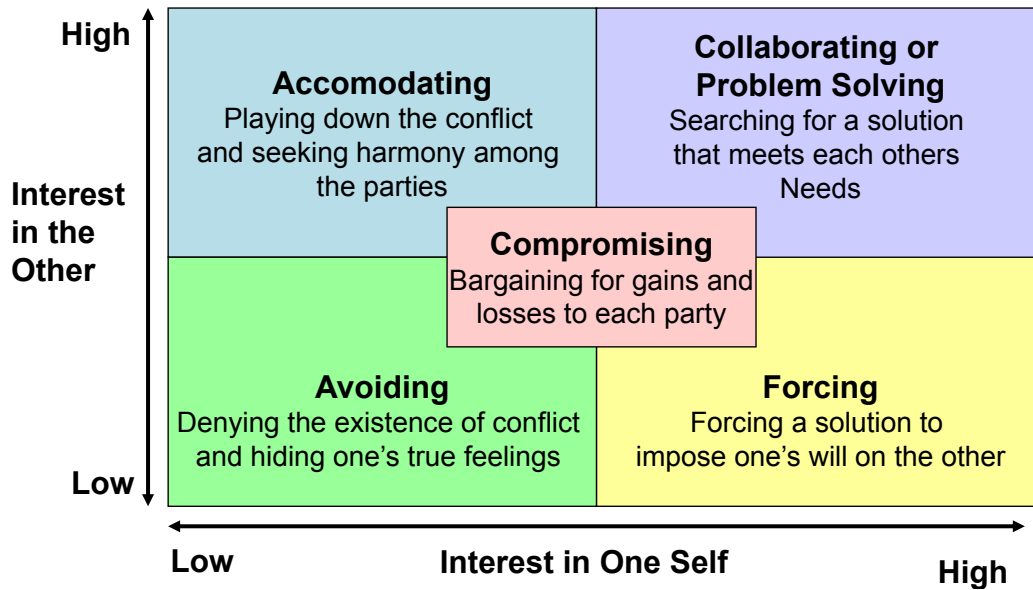 High
Interest
in the
Other
Low
Accomodating
Playing down the conflict
and seeking harmony among
the parties
Collaborating or
Problem Solving
Searching for a solution
that meets each others
Needs
Compromising
Bargaining for gains and
losses to each party
Avoiding
Denying the existence of conflict
and hiding one’s true feelings
Forcing
Forcing a solution to
impose one’s will on the other
Low
Interest in One Self
High